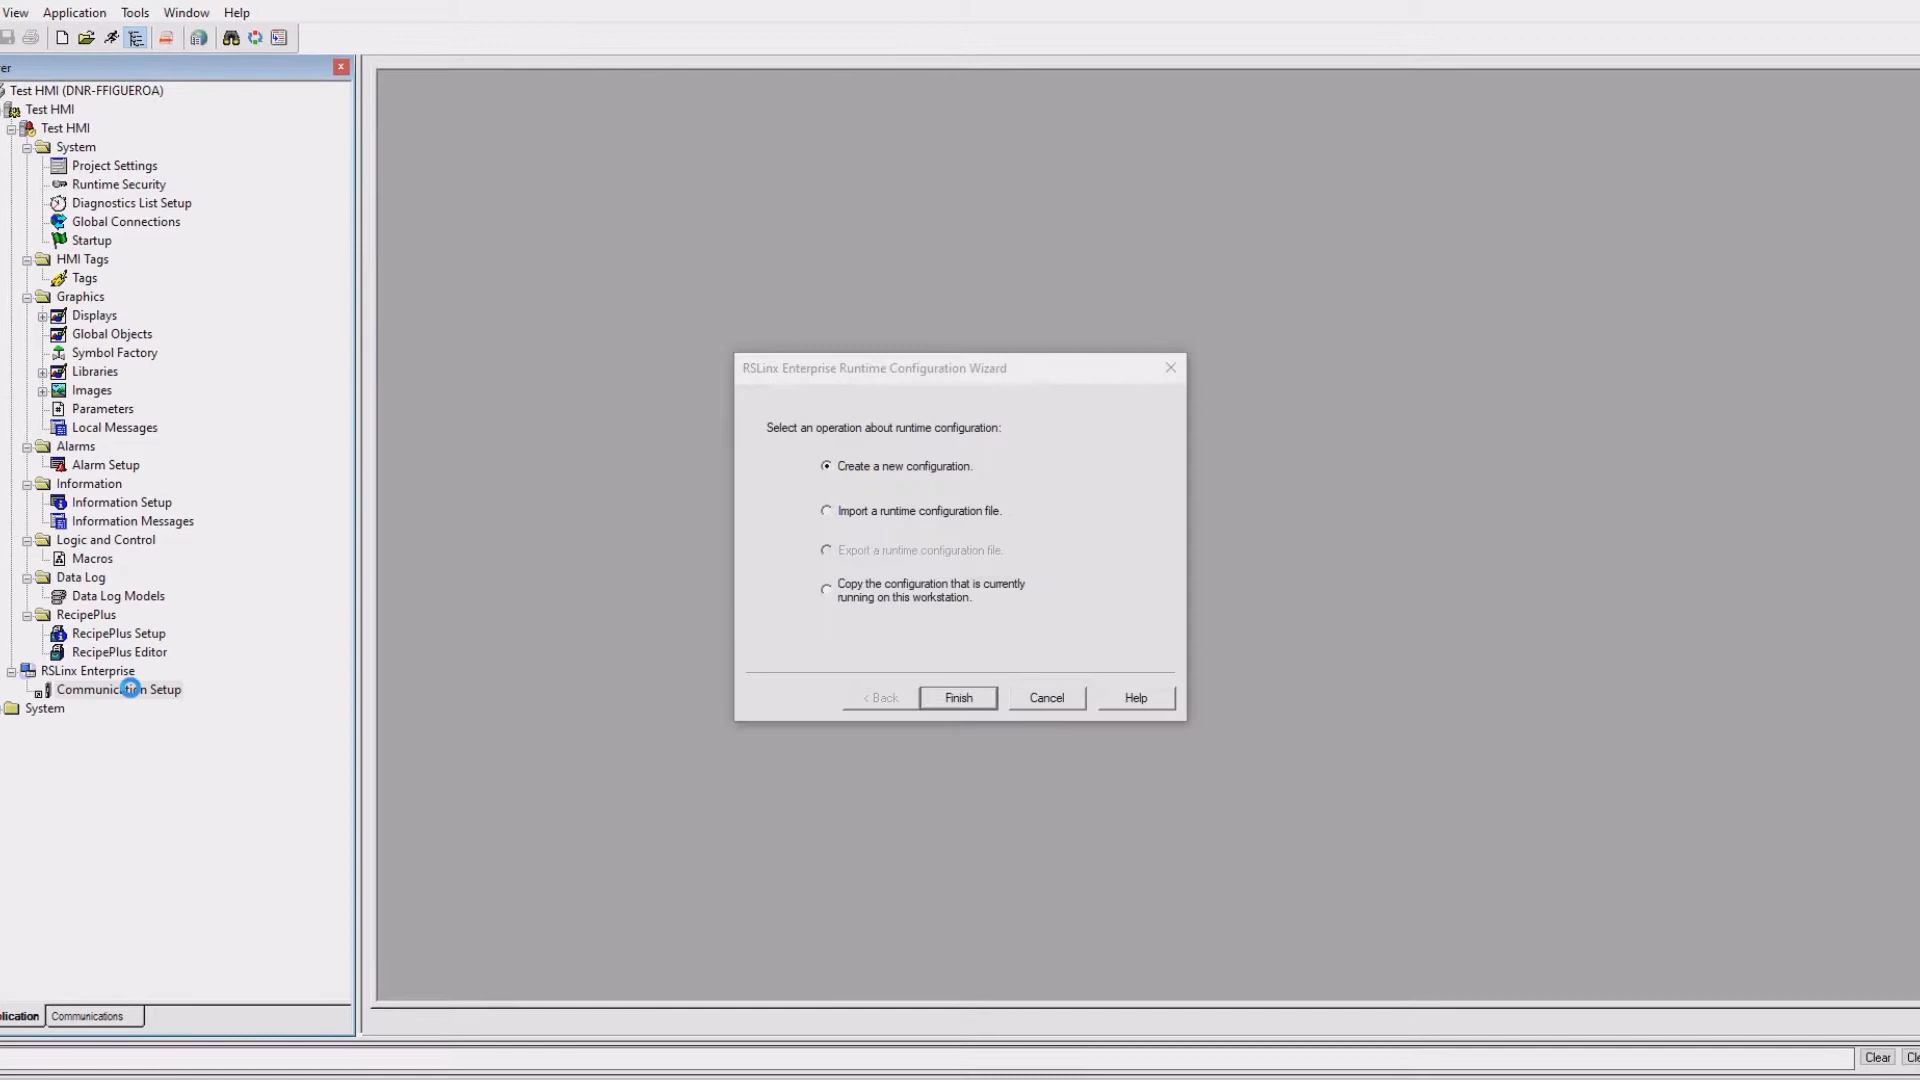 View Application Tools Window Help
er
Test HMI (DNR-FFIGUEROA)
Test HMI
Test HMI
System
Project Settings
Runtime Security
Diagnostics List Setup
Global Connections
Startup
HMI Tags
Tags
Graphics
Displays
Global Objects
Symbol Factory
Libraries
Images
Parameters
Local Messages
Alarms
Alarm Setup
Information
Information Setup
Information Messages
Logic and Control
Macros
Data Log
Data Log Models
RecipePlus
RecipePlus Setup
RecipePlus Editor
RSLinx Enterprise
Communication Setup
System
lication Communications
RSLinx Enterprise Runtime Configuration Wizard
Select an operation about runtime configuration:
Create a new configuration.
Import a runtime configuration file.
Export a runtime configuration file.
Copy the configuration that is currently
running on this workstation.
< Back Finish Cancel Help
Clear Cle